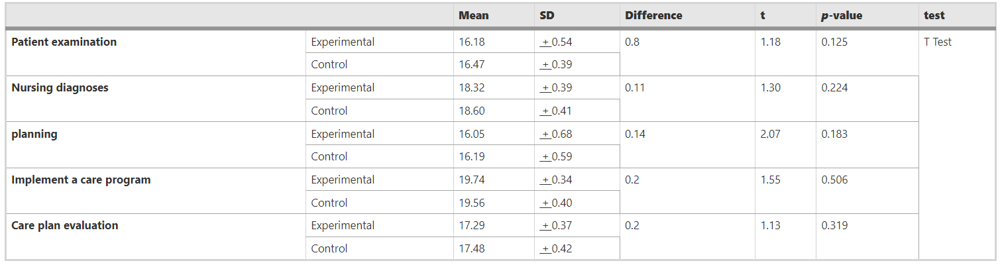 Mean SD Difference t p-value test
Patient examination Experimental 16.18 + 0.54 0.8 1.18 0.125 T Test
Control 16.47 + 0.39
Nursing diagnoses Experimental 18.32 + 0.39 0.11 1.30 0.224
Control 18.60 + 0.41
planning Experimental 16.05 + 0.68 0.14 2.07 0.183
Control 16.19 + 0.59
Implement a care program Experimental 19.74 + 0.34 0.2 1.55 0.506
Control 19.56 + 0.40
Care plan evaluation Experimental 17.29 + 0.37 0.2 1.13 0.319
Control 17.48 + 0.42